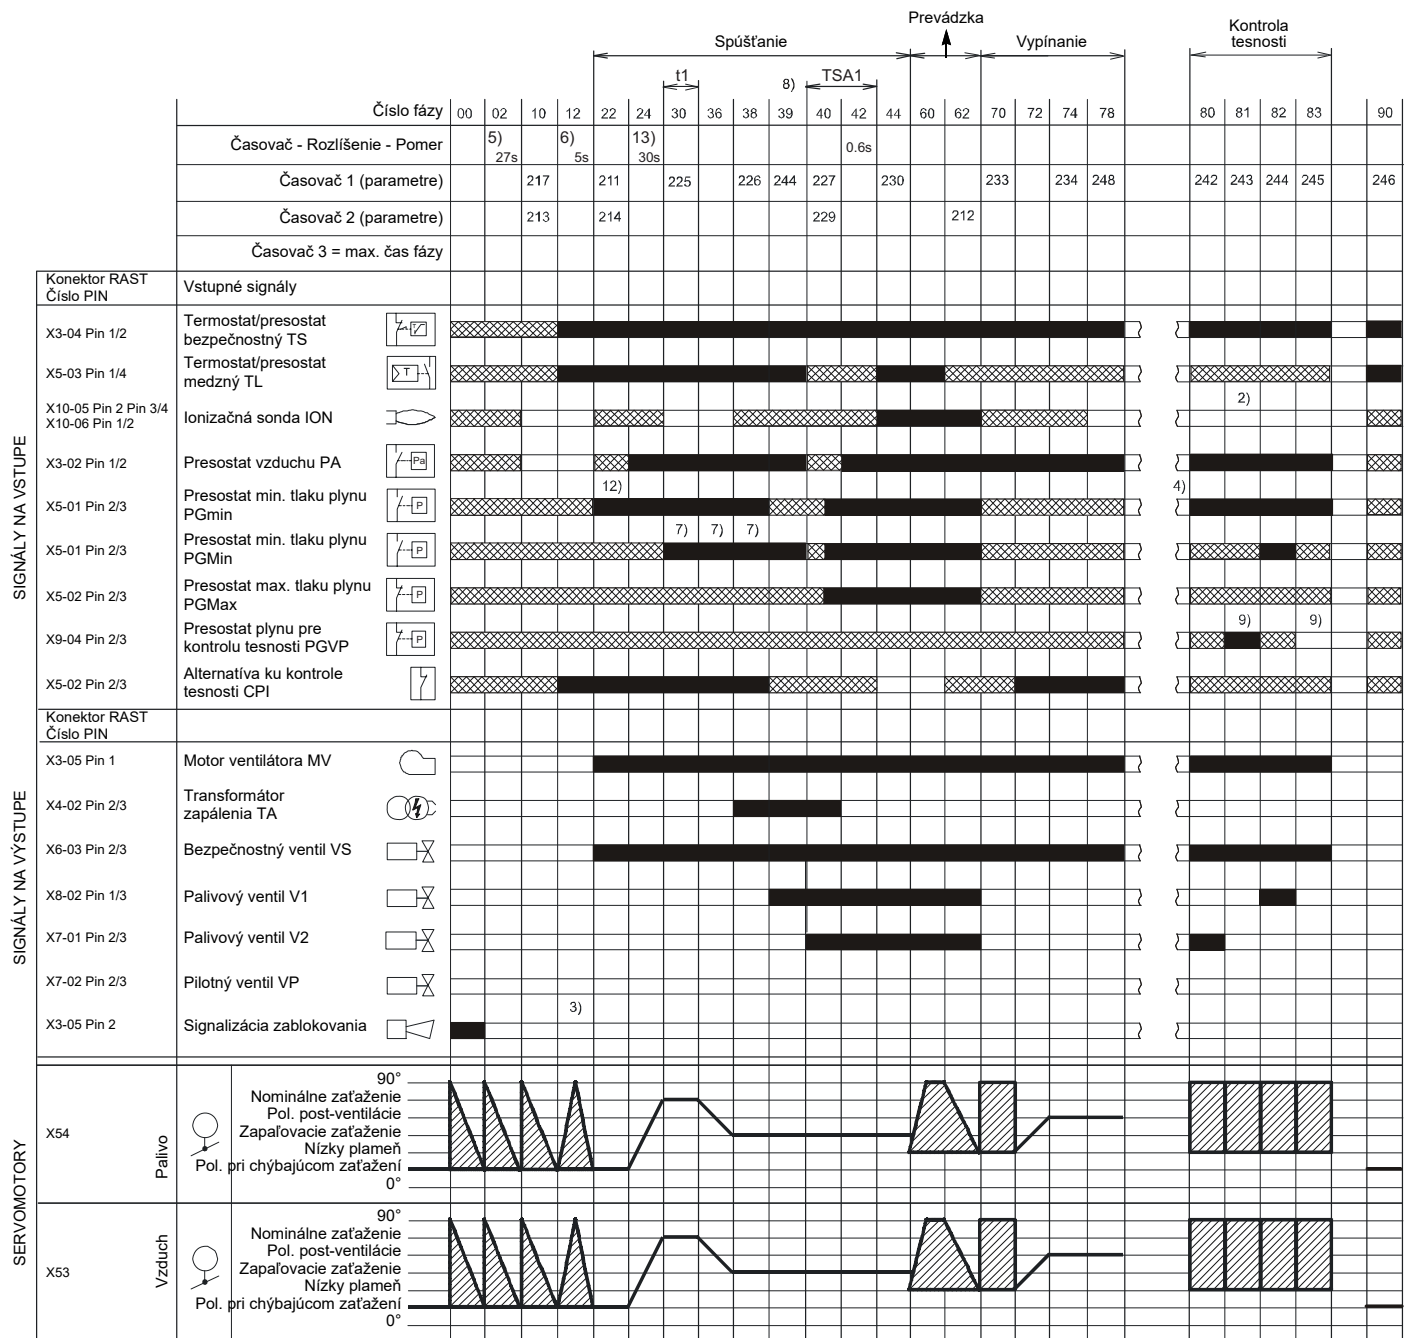 Prevádzka
Spúšťanie
Vypínanie
Kontrola
tesnosti
t1
8)
TSA1
Číslo fázy 00 02 10 12 22 24 30 36 38 39 40 42 44 60 62 70 72 74 78 80 81 82 83 90
Časovač - Rozlíšenie - Pomer 5) 27s 6) 5s 13) 30s 0.6s
Časovač 1 (parametre) 217 211 225 226 244 227 230 233 234 248 242 243 244 245 246
Časovač 2 (parametre) 213 214 229 212
Časovač 3 = max. čas fázy
SIGNÁLY NA VSTUPE
Konektor RAST
Číslo PIN
Vstupné signály
X3-04 Pin 1/2
Termostat/presostat
bezpečnostný TS
X5-03 Pin 1/4
Termostat/presostat
medzný TL
T
2)
X10-05 Pin 2 Pin 3/4
X10-06 Pin 1/2
Ionizačná sonda ION
X3-02 Pin 1/2
Presostat vzduchu PA
Pa
12)
4)
X5-01 Pin 2/3
Presostat min. tlaku plynu
PGmin
P
7) 7) 7)
X5-01 Pin 2/3
Presostat min. tlaku plynu
PGMin
P
X5-02 Pin 2/3
Presostat max. tlaku plynu
PGMax
P
9) 9)
X9-04 Pin 2/3
Presostat plynu pre
kontrolu tesnosti PGVP
P
X5-02 Pin 2/3
Alternatíva ku kontrole
tesnosti CPI
SIGNÁLY NA VÝSTUPE
Konektor RAST
Číslo PIN
X3-05 Pin 1
Motor ventilátora MV
X4-02 Pin 2/3
Transformátor
zapálenia TA
X6-03 Pin 2/3
Bezpečnostný ventil VS
X8-02 Pin 1/3
Palivový ventil V1
X7-01 Pin 2/3
Palivový ventil V2
X7-02 Pin 2/3
Pilotný ventil VP
3)
X3-05 Pin 2
Signalizácia zablokovania
SERVOMOTORY
X54
Palivo
90°
Nominálne zaťaženie
Pol. post-ventilácie
Zapaľovacie zaťaženie
Nízky plameň
Pol. pri chýbajúcom zaťažení
0°
X53
Vzduch
90°
Nominálne zaťaženie
Pol. post-ventilácie
Zapaľovacie zaťaženie
Nízky plameň
Pol. pri chýbajúcom zaťažení
0°